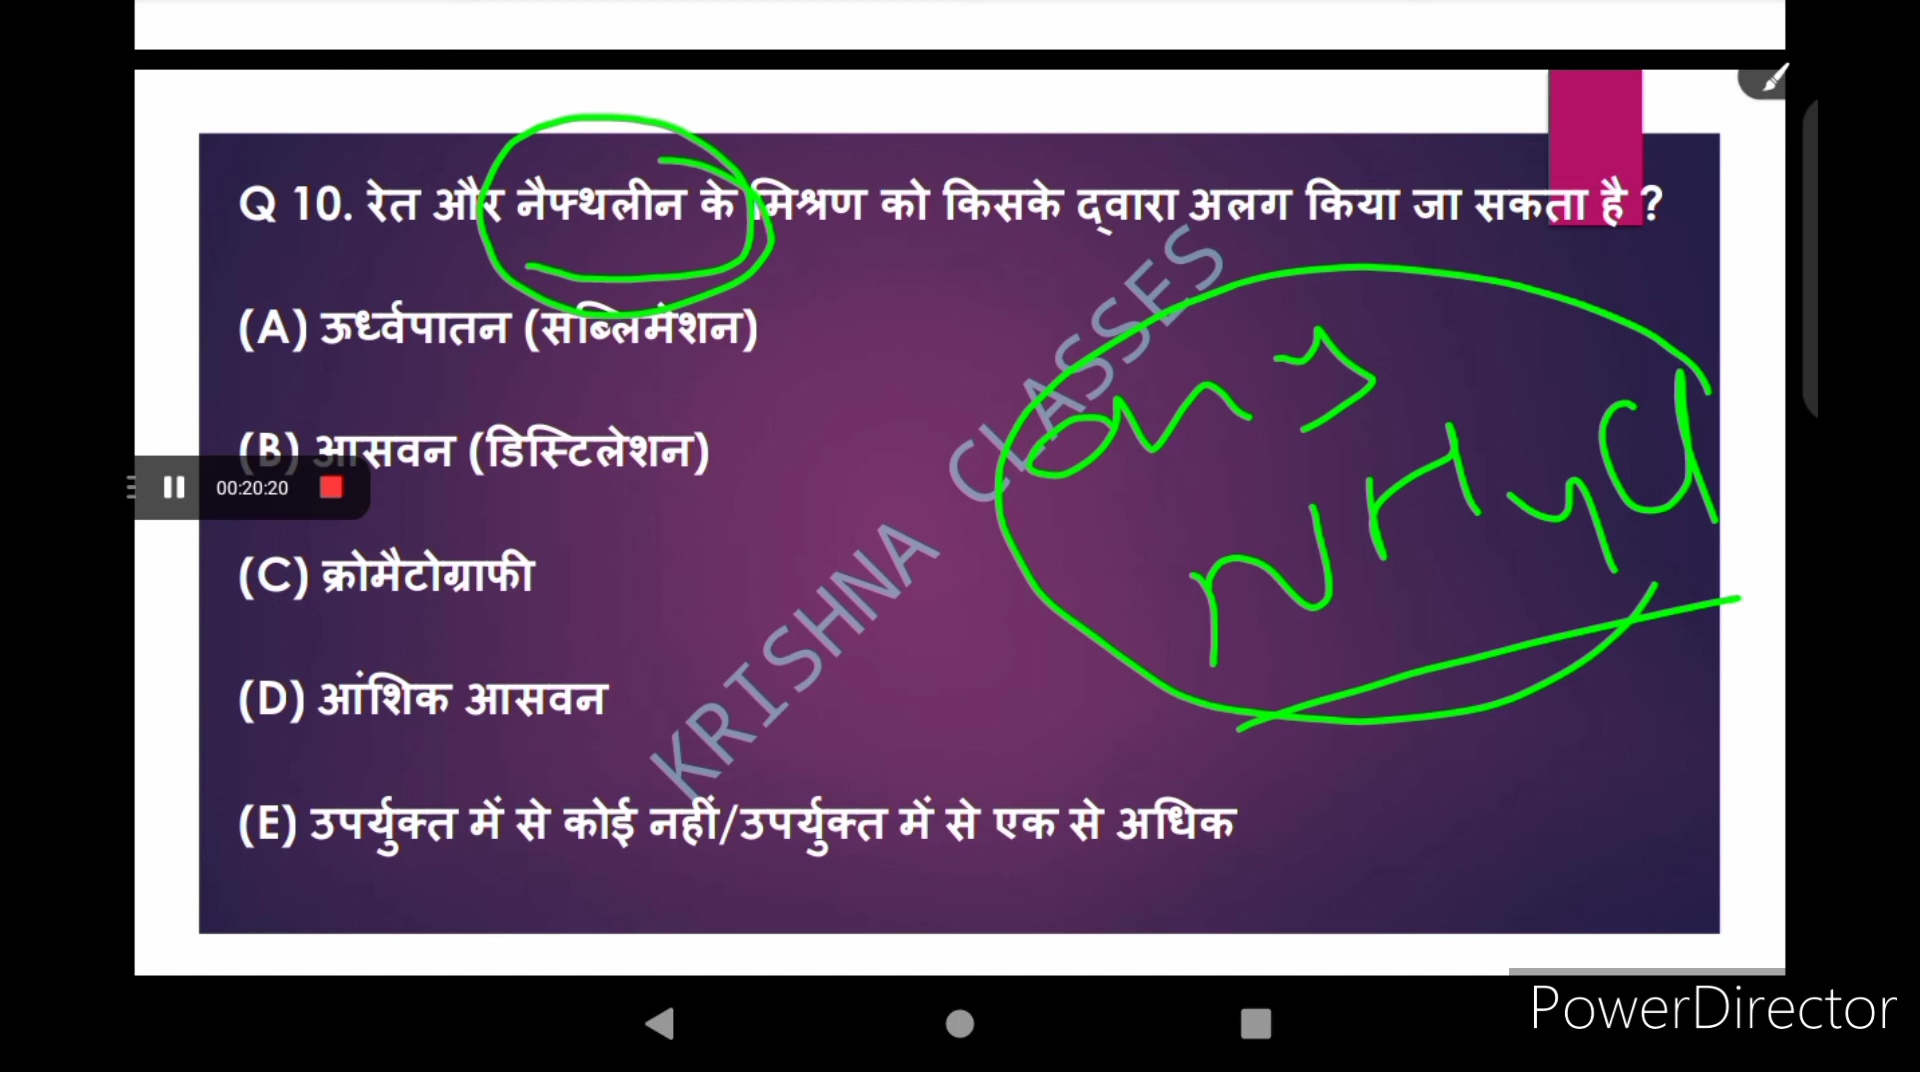 Q 10. रेत और नैफ्थलीन के मिश्रण को किसके द्वारा अलग किया जा सकता है ?
(A) ऊर्ध्वपातन (सब्लिमेशन)
(B) आसवन (डिस्टिलेशन)
00:20:20
(C) क्रोमैटोग्राफी
(D) आंशिक आसवन
(E) उपर्युक्त में से कोई नहीं/उपर्युक्त में से एक से अधिक
KRISHNA CLASSES
NH4Cl
PowerDirector